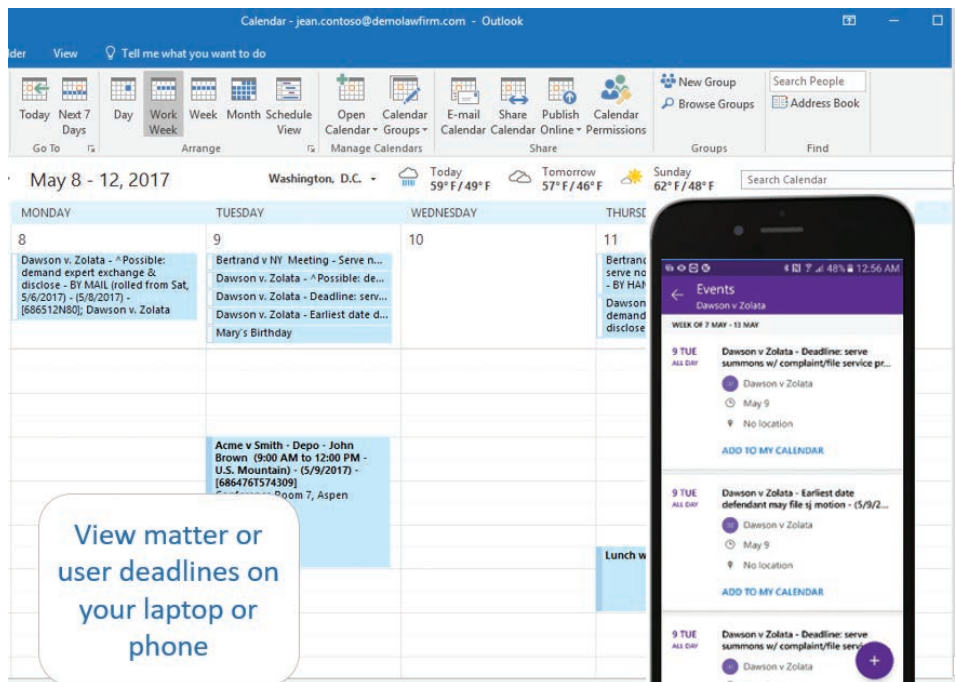 Calendar - jean.contoso@demolawfirm.com - Outlook
lder View Tell me what you want to do
Today Next 7 Days Day Work Week Week Month Schedule View Open Calendar Calendar Groups E-mail Calendar Share Calendar Publish Online Calendar Permissions
New Group
Browse Groups
Search People
Address Book
Go To Arrange Manage Calendars Share Groups Find
May 8 - 12, 2017
Washington, D.C.
Today
59° F / 49° F
Tomorrow
57° F / 46° F
Sunday
62° F / 48° F
Search Calendar
MONDAY TUESDAY WEDNESDAY THURSD
8 9 10 11
Dawson v. Zolata - ^Possible:
demand expert exchange &
disclose - BY MAIL (rolled from Sat,
5/6/2017) - (5/8/2017) -
[686512N80]; Dawson v. Zolata
Bertrand v NY Meeting - Serve n...
Dawson v. Zolata - ^Possible: de...
Dawson v. Zolata - Deadline: serv...
Dawson v. Zolata - Earliest date d...
Mary's Birthday
Acme v Smith - Depo - John
Brown (9:00 AM to 12:00 PM -
U.S. Mountain) - (5/9/2017) -
[686476T574309]
Room 7, Aspen
Bertrand
serve no
- BY HAN
Dawson
demand
disclose
Lunch w
View matter or
user deadlines on
your laptop or
phone
48% 12:56 AM
Events
Dawson v Zolata
WEEK OF 7 MAY - 13 MAY
9 TUE
ALL DAY
Dawson v Zolata - Deadline: serve
summons w/ complaint/file service pr...
Dawson v Zolata
May 9
No location
ADD TO MY CALENDAR
9 TUE
ALL DAY
Dawson v Zolata - Earliest date
defendant may file sj motion - (5/9/2...
Dawson v Zolata
May 9
No location
ADD TO MY CALENDAR
9 TUE
ALL DAY
Dawson v Zolata - Deadline: serve
summons w/ complaint/file servi
Dawson v Zolata